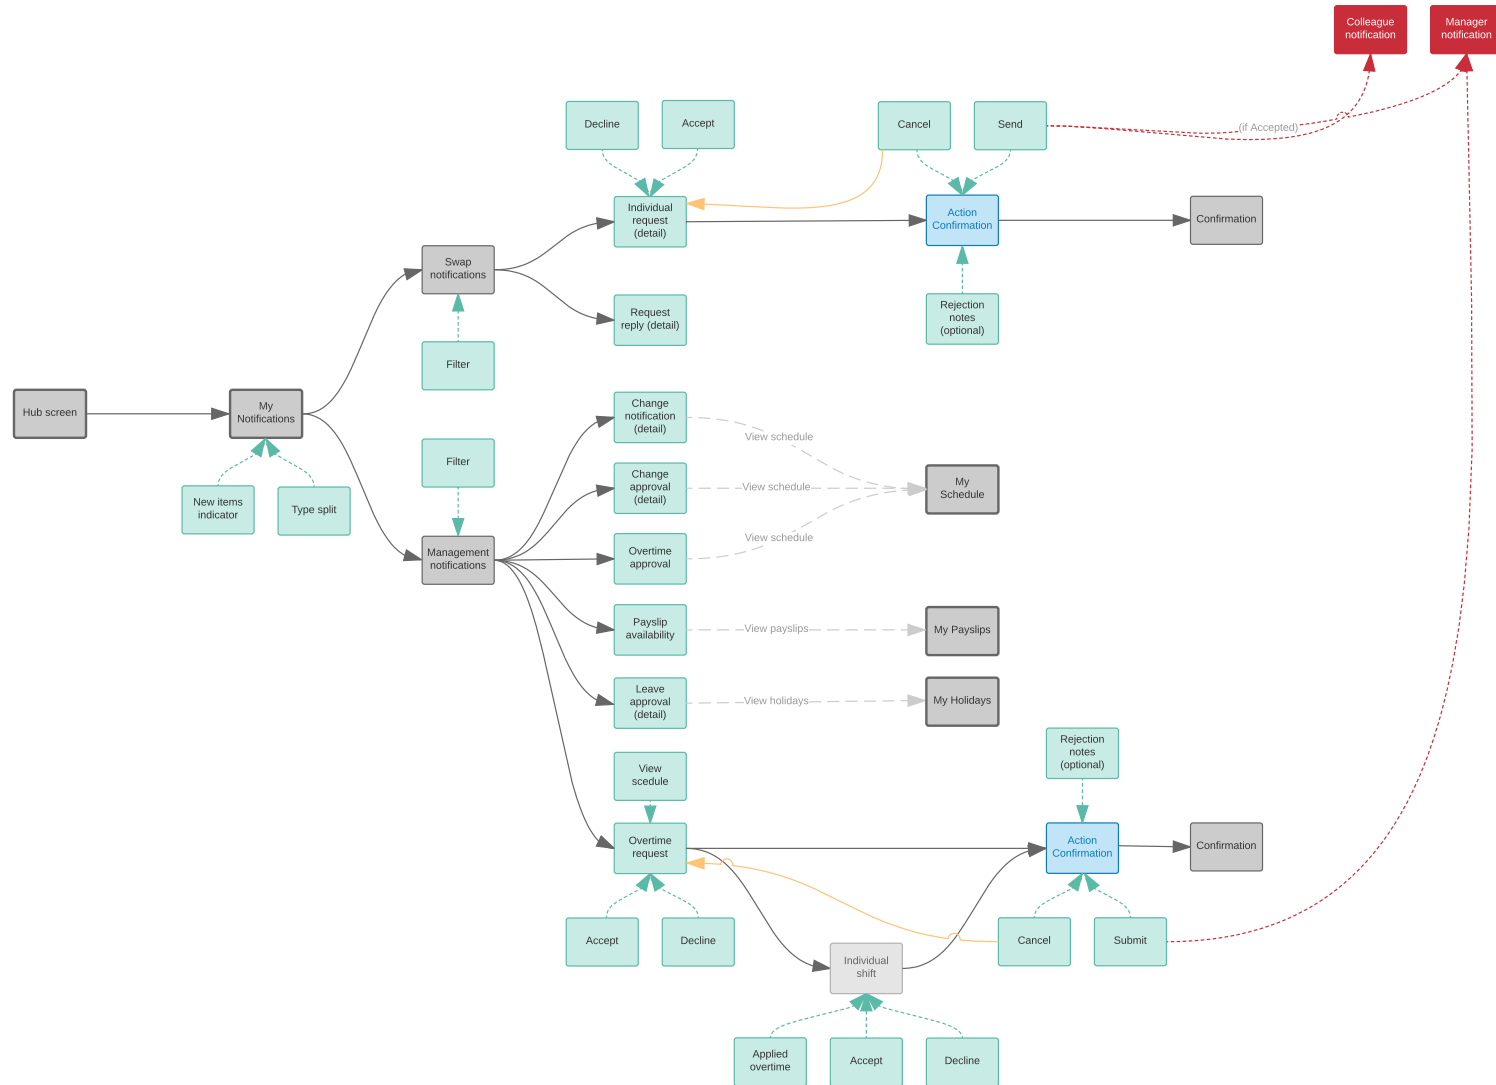 Colleague
notification
Manager
notification
Decline
Accept
Cancel
Send
(if Accepted)
Individual
request
(detail)
Action
Confirmation
Confirmation
Swap
notifications
Request
reply (detail)
Rejection
notes
(optional)
Filter
Hub screen
My
Notifications
Change
notification
(detail)
View schedule
Filter
Change
approval
(detail)
View schedule
My
Schedule
New items
indicator
Type split
Management
notifications
Overtime
approval
View schedule
Payslip
availability
View payslips
My Payslips
Leave
approval
(detail)
View holidays
My Holidays
View
scedule
Rejection
notes
(optional)
Overtime
request
Action
Confirmation
Confirmation
Accept
Decline
Cancel
Submit
Individual
shift
Applied
overtime
Accept
Decline